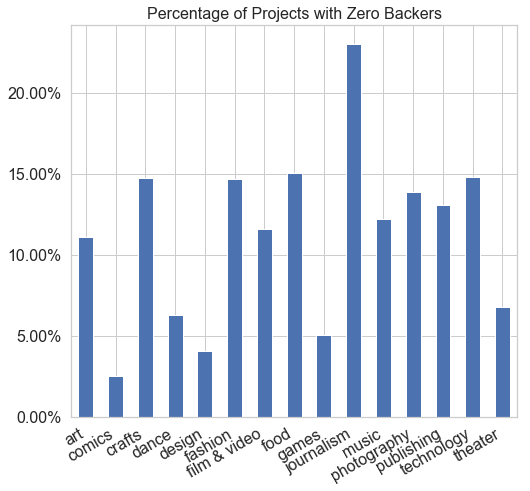 Percentage of Projects with Zero Backers
20.00%
15.00%
10.00%
5.00%
0.00%
art
comics
crafts
dance
design
fashion
film & video
food
games
journalism
music
photography
publishing
technology
theater